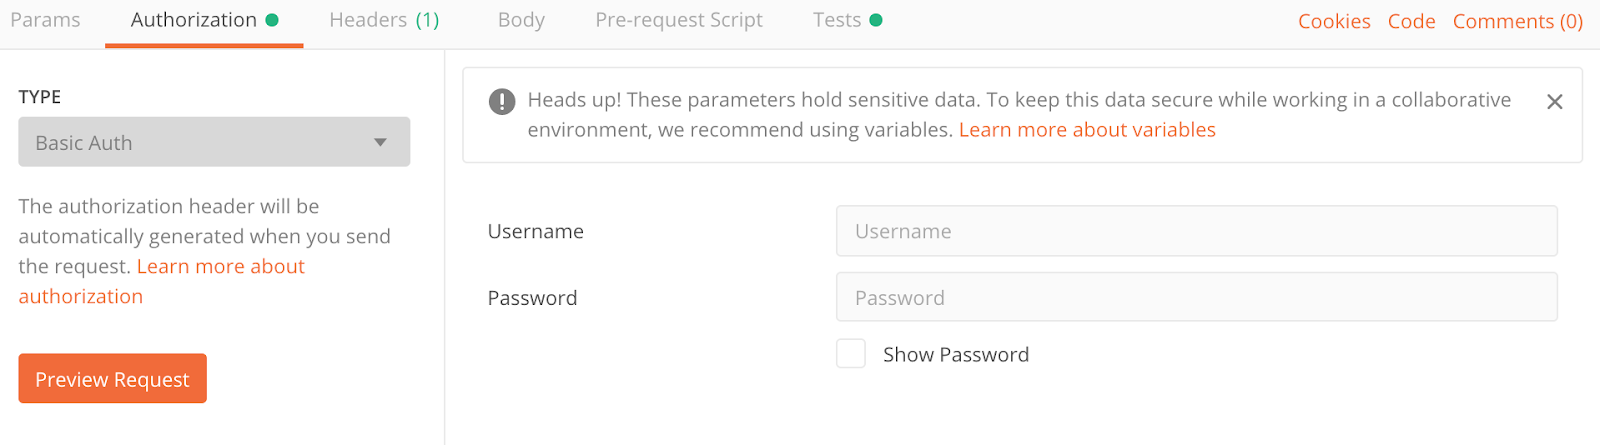 Params Authorization Headers (1) Body Pre-request Script Tests Cookies Code Comments (0)
TYPE
Basic Auth
The authorization header will be
automatically generated when you send
the request. Learn more about
authorization
Preview Request
Heads up! These parameters hold sensitive data. To keep this data secure while working in a collaborative
environment, we recommend using variables. Learn more about variables
Username Username
Password Password
Show Password